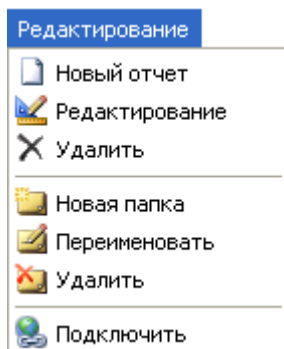 Редактирование
Новый отчет
Редактирование
Удалить
Новая папка
Переименовать
Удалить
Подключить